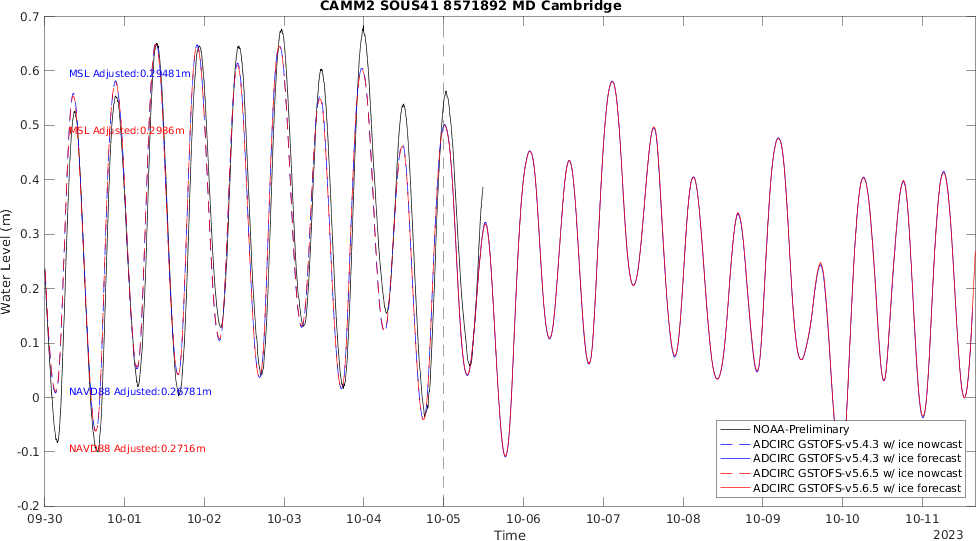 CAMM2 SOUS41 8571892 MD Cambridge
0.7
0.6
0.5
0.4
0.3
0.2
0.1
0
-0.1
-0.2
Water Level (m)
MSL Adjusted:0.29481m
MSL Adjusted:0.2936m
NAVD88 Adjusted:0.26781m
NAVD88 Adjusted:0.2716m
NOAA-Preliminary
ADCIRC GSTOFS-v5.4.3 w/ ice nowcast
ADCIRC GSTOFS-v5.4.3 w/ ice forecast
ADCIRC GSTOFS-v5.6.5 w/ ice nowcast
ADCIRC GSTOFS-v5.6.5 w/ ice forecast
09-30 10-01 10-02 10-03 10-04 10-05 10-06 10-07 10-08 10-09 10-10 10-11
Time
2023